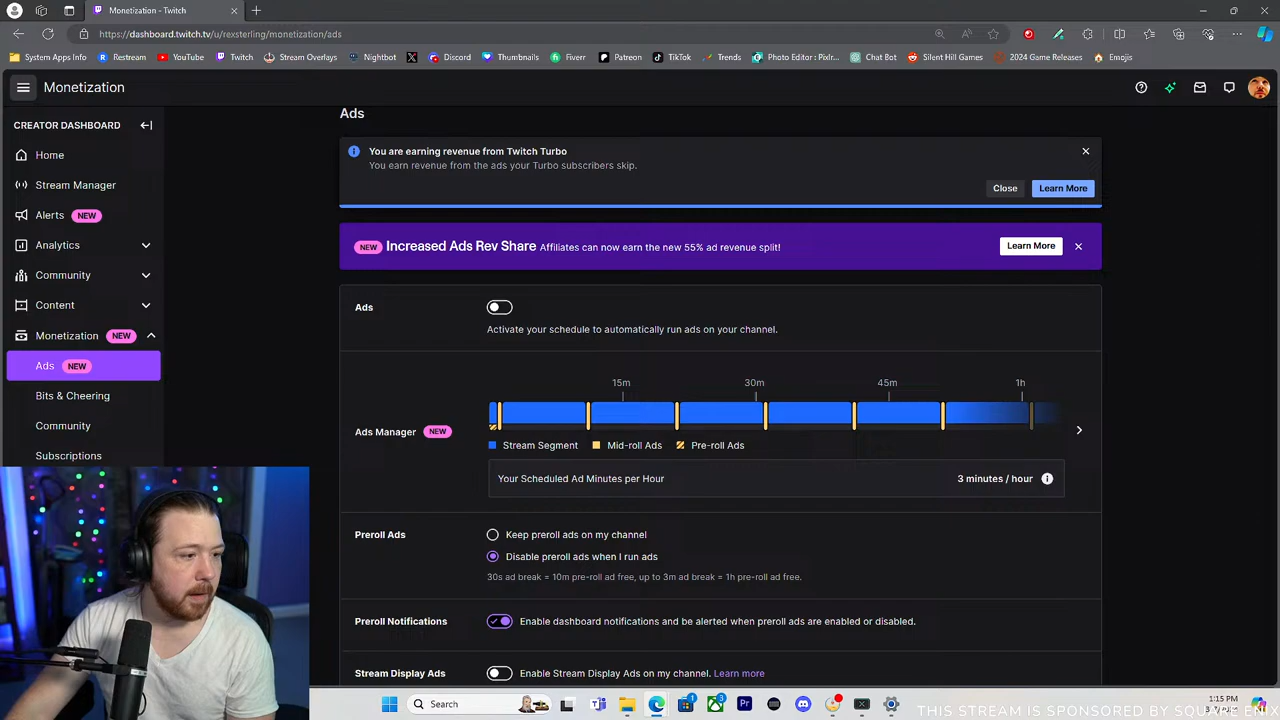 Monetization - Twitch
https://dashboard.twitch.tv/u/rexsterling/monetization/ads
System Apps Info
Restream
YouTube
Twitch
Stream Overlays
Nightbot
Discord
Thumbnails
Fiverr
Patreon
TikTok
Trends
Photo Editor : Pixlr...
Chat Bot
Silent Hill Games
2024 Game Releases
Emojis
Monetization
CREATOR DASHBOARD
Home
Stream Manager
Alerts NEW
Analytics
Community
Content
Monetization NEW
Ads NEW
Bits & Cheering
Community
Subscriptions
Ads
You are earning revenue from Twitch Turbo
You earn revenue from the ads your Turbo subscribers skip.
Close
Learn More
NEW Increased Ads Rev Share Affiliates can now earn the new 55% ad revenue split!
Learn More
Ads
Activate your schedule to automatically run ads on your channel.
15m
30m
45m
1h
Ads Manager NEW
Stream Segment
Mid-roll Ads
Pre-roll Ads
Your Scheduled Ad Minutes per Hour
3 minutes / hour
Preroll Ads
Keep preroll ads on my channel
Disable preroll ads when I run ads
30s ad break = 10m pre-roll ad free, up to 3m ad break = 1h pre-roll ad free.
Preroll Notifications
Enable dashboard notifications and be alerted when preroll ads are enabled or disabled.
Stream Display Ads
Enable Stream Display Ads on my channel. Learn more
Search
1
3
1:15 PM
THIS STREAM IS SPONSORED BY SQUARE ENIX